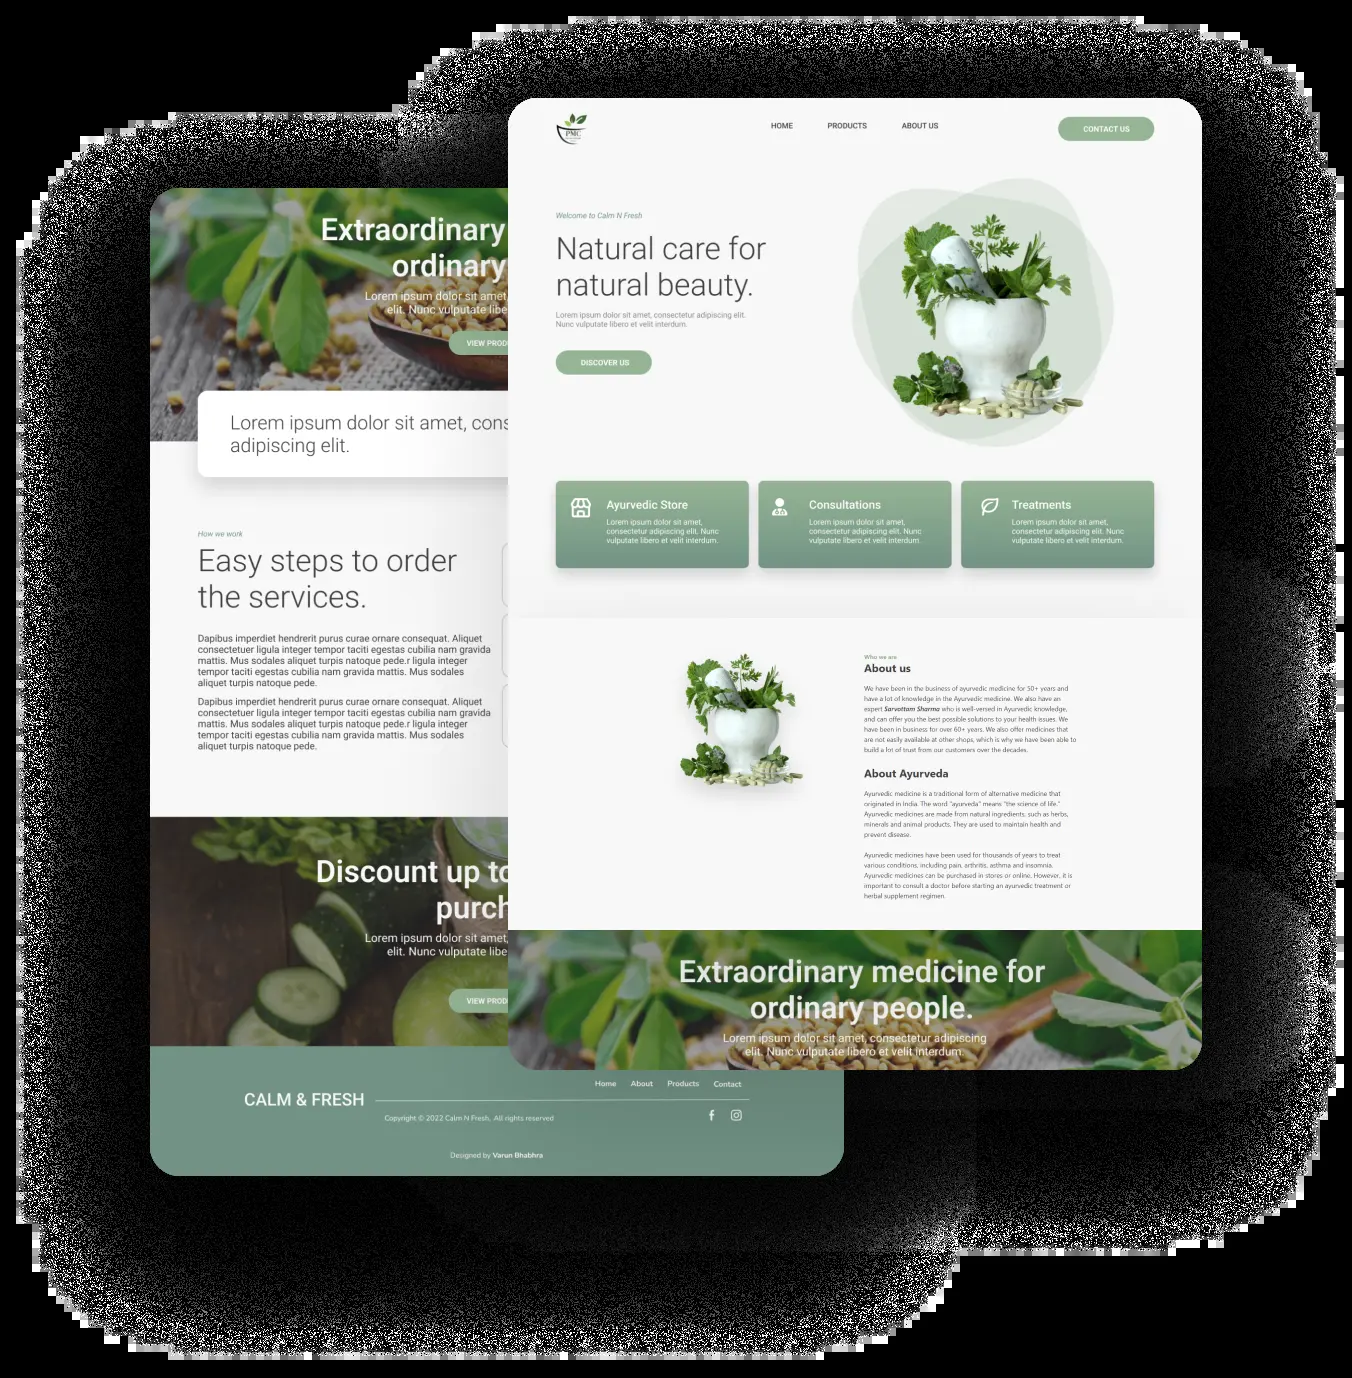 PMC
HOME
PRODUCTS
ABOUT US
CONTACT US
Welcome to Calm N Fresh
Natural care for
natural beauty.
Lorem ipsum dolor sit amet, consectetur adipiscing elit.
Nunc vulputate libero et velit interdum.
DISCOVER US
Ayurvedic Store
Lorem ipsum dolor sit amet,
consectetur adipiscing elit. Nunc
vulputate libero et velit interdum.
Consultations
Lorem ipsum dolor sit amet,
consectetur adipiscing elit. Nunc
vulputate libero et velit interdum.
Treatments
Lorem ipsum dolor sit amet,
consectetur adipiscing elit. Nunc
vulputate libero et velit interdum.
Who we are
About us
We have been in the business of ayurvedic medicine for 50+ years and
have a lot of knowledge in the Ayurvedic medicine. We also have an
expert Sarvottam Sharma who is well-versed in Ayurvedic knowledge,
and can offer you the best possible solutions to your health issues. We
have been in business for over 60+ years. We also offer medicines that
are not easily available at other shops, which is why we have been able to
build a lot of trust from our customers over the decades.
About Ayurveda
Ayurvedic medicine is a traditional form of alternative medicine that
originated in India. The word "ayurveda" means "the science of life."
Ayurvedic medicines are made from natural ingredients, such as herbs,
minerals and animal products. They are used to maintain health and
prevent disease.
Ayurvedic medicines have been used for thousands of years to treat
various conditions, including pain, arthritis, asthma and insomnia.
Ayurvedic medicines can be purchased in stores or online. However, it is
important to consult a doctor before starting an ayurvedic treatment or
herbal supplement regimen.
Extraordinary medicine for
ordinary people.
Lorem ipsum dolor sit amet, consectetur adipiscing
elit. Nunc vulputate libero et velit interdum.
Extraordinary
ordinary
Lorem ipsum dolor sit amet,
elit. Nunc vulputate libe
VIEW PROD
Lorem ipsum dolor sit amet, cons
adipiscing elit.
How we work
Easy steps to order
the services.
Dapibus imperdiet hendrerit purus curae ornare consequat. Aliquet
consectetuer ligula integer tempor taciti egestas cubilia nam gravida
mattis. Mus sodales aliquet turpis natoque pede.r ligula integer
tempor taciti egestas cubilia nam gravida mattis. Mus sodales
aliquet turpis natoque pede.
Dapibus imperdiet hendrerit purus curae ornare consequat. Aliquet
consectetuer ligula integer tempor taciti egestas cubilia nam gravida
mattis. Mus sodales aliquet turpis natoque pede.r ligula integer
tempor taciti egestas cubilia nam gravida mattis. Mus sodales
aliquet turpis natoque pede.
Discount up to
purch
Lorem ipsum dolor sit amet,
elit. Nunc vulputate libe
VIEW PROD
Home
About
Products
Contact
CALM & FRESH
Copyright © 2022 Calm N Fresh. All rights reserved
Designed by Varun Bhabhra